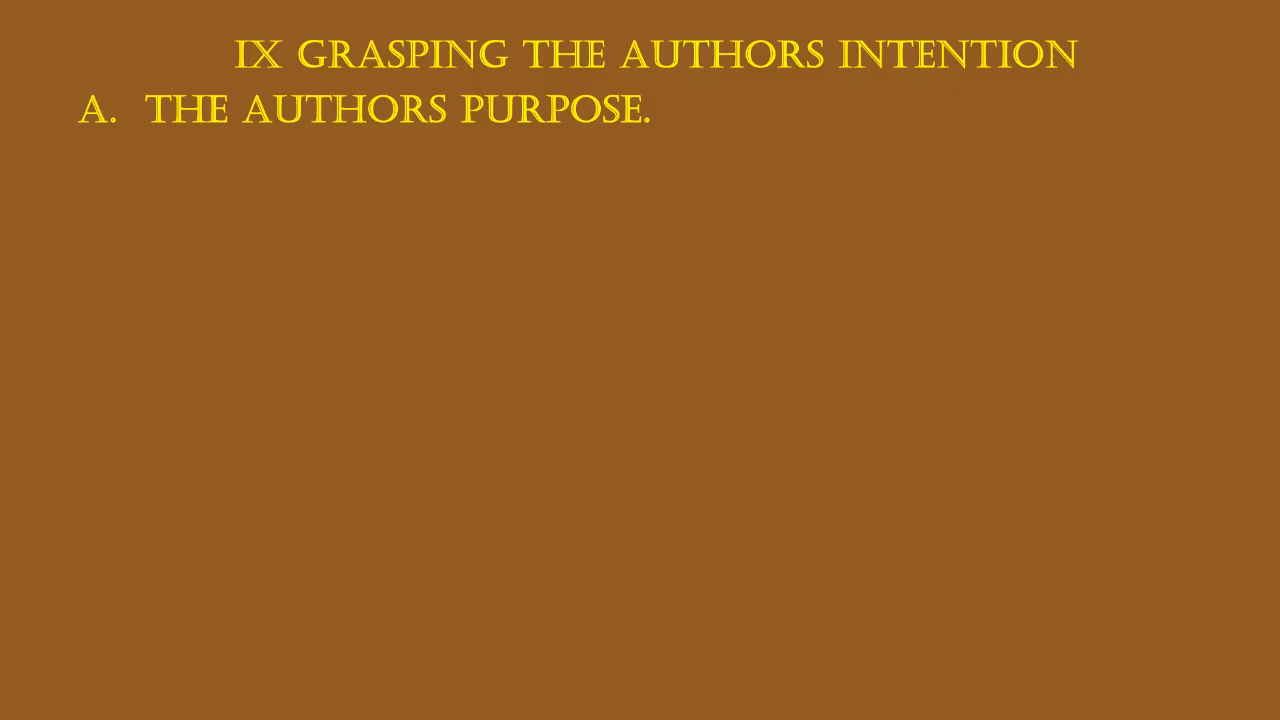 IX GRASPING THE AUTHORS INTENTION
A. THE AUTHORS PURPOSE.